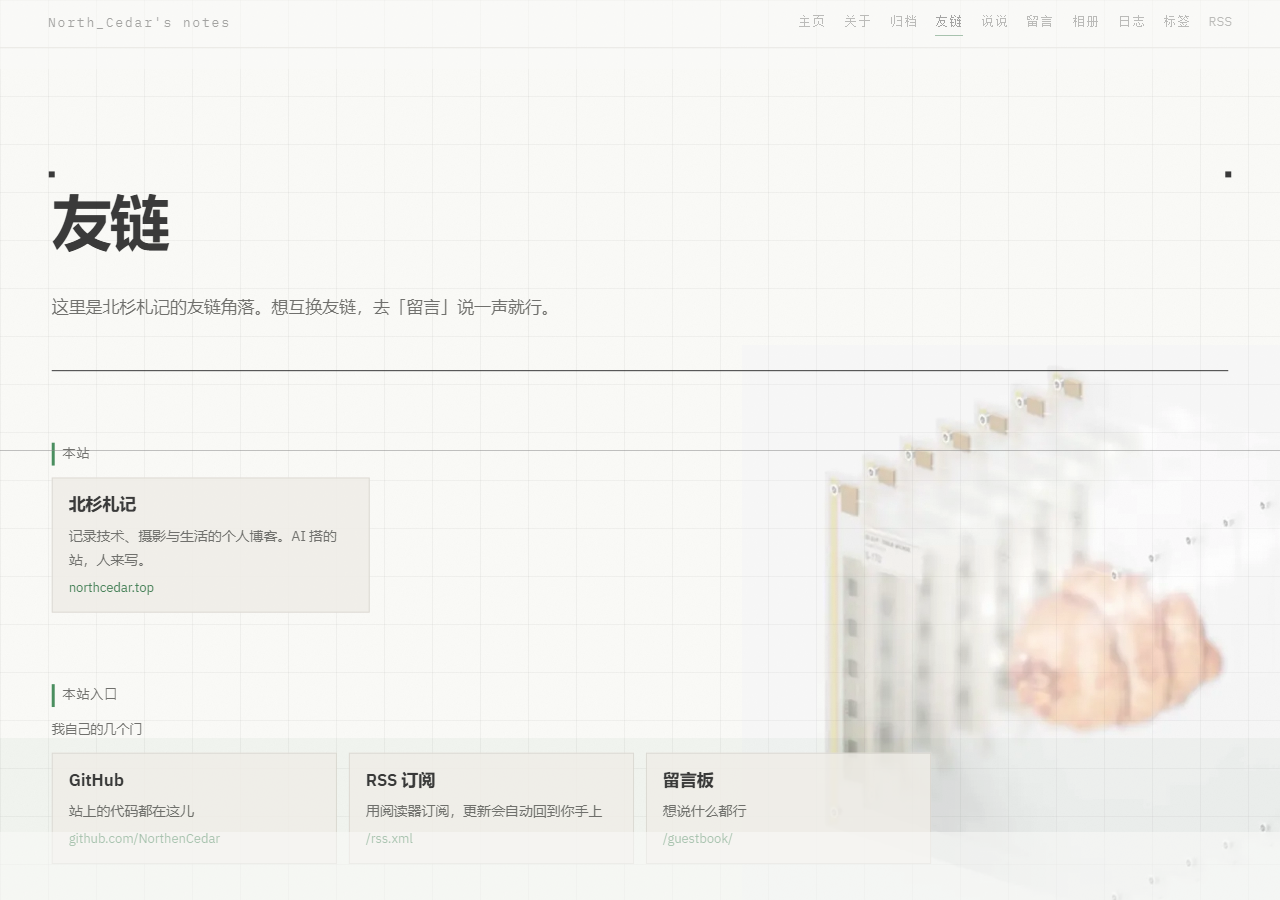 North_Cedar's notes
主页 关于 归档 友链 说说 留言 相册 日志 标签 RSS
友链
这里是北杉札记的友链角落。想互换友链，去「留言」说一声就行。
本站
北杉札记
记录技术、摄影与生活的个人博客。AI 搭的
站，人来写。
northcedar.top
本站入口
我自己的几个门
GitHub
站上的代码都在这儿
github.com/NorthenCedar
RSS 订阅
用阅读器订阅，更新会自动回到你手上
/rss.xml
留言板
想说什么都行
/guestbook/